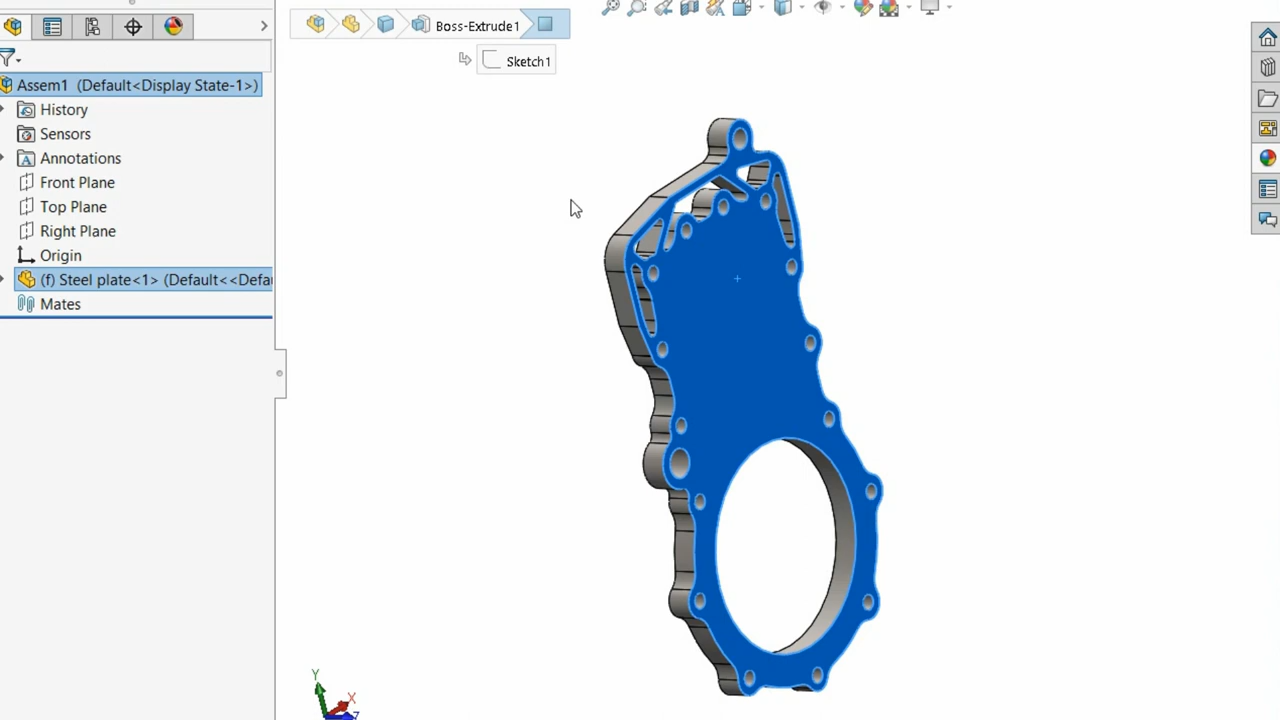 Boss-Extrude1
Sketch1
Assem1 (Default<Display State-1>)
History
Sensors
A Annotations
Front Plane
Top Plane
Right Plane
Origin
(f) Steel plate<1> (Default<<Defau
Mates
Y
X
Z